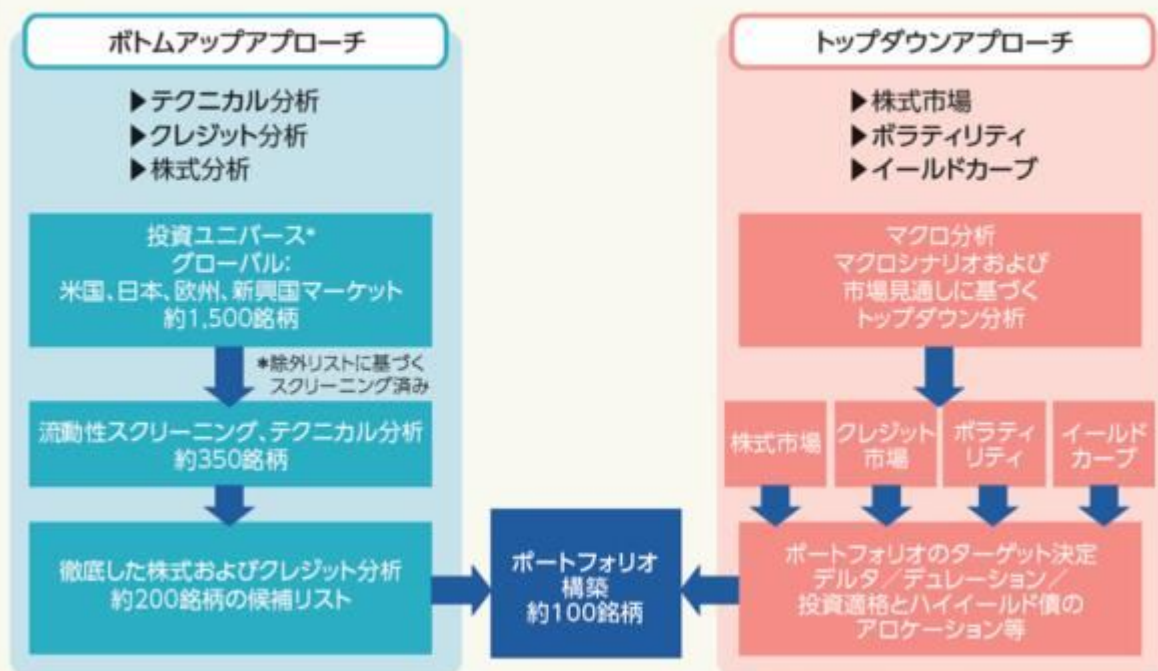 ボトムアップアプローチ
▶テクニカル分析
▶クレジット分析
▶株式分析
投資ユニバース*
グローバル：
米国、日本、欧州、新興国マーケット
約1,500銘柄
*除外リストに基づく
スクリーニング済み
流動性スクリーニング、テクニカル分析
約350銘柄
徹底した株式およびクレジット分析
約200銘柄の候補リスト
ポートフォリオ
構築
約100銘柄
トップダウンアプローチ
▶株式市場
▶ボラティリティ
▶イールドカーブ
マクロ分析
マクロシナリオおよび
市場見通しに基づく
トップダウン分析
株式市場
クレジット
市場
ボラティ
リティ
イールド
カーブ
ポートフォリオのターゲット決定
デルタ／デュレーション／
投資適格とハイイールド債の
アロケーション等